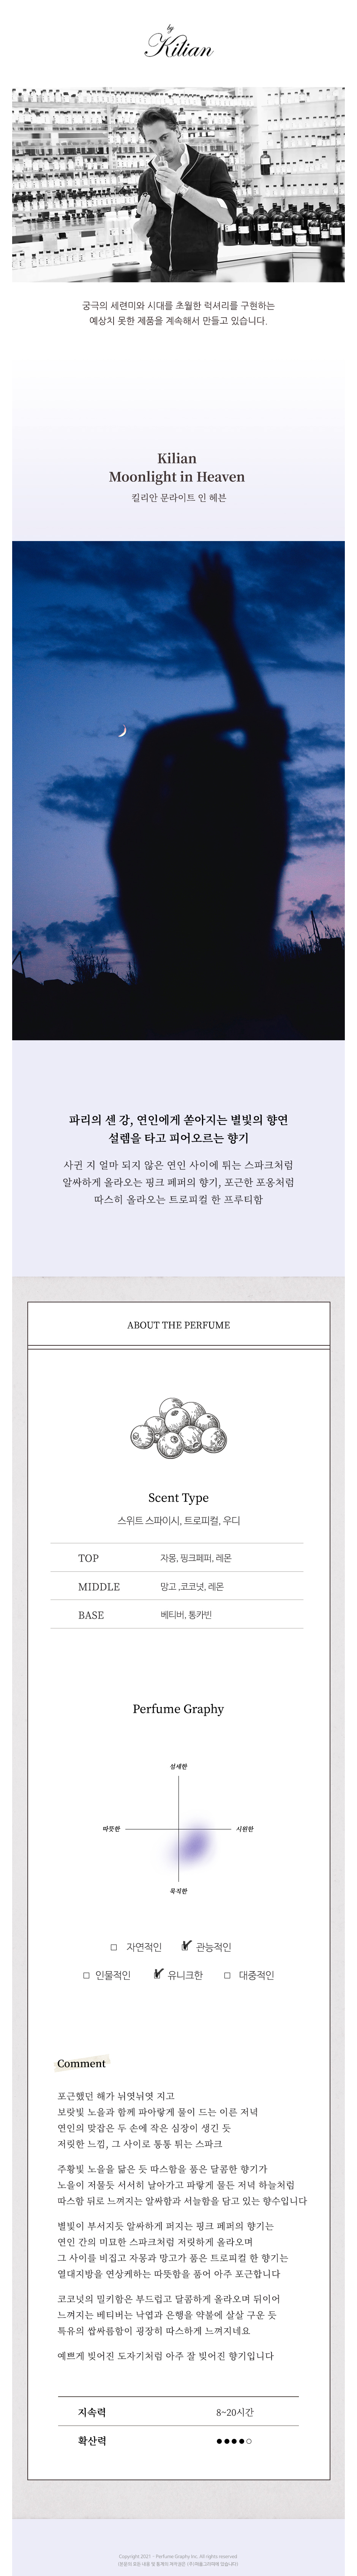 by
Kilian
궁극의 세련미와 시대를 초월한 럭셔리를 구현하는
예상치 못한 제품을 계속해서 만들고 있습니다.
Kilian
Moonlight in Heaven
킬리안 문라이트 인 헤븐
파리의 센 강, 연인에게 쏟아지는 별빛의 향연
설렘을 타고 피어오르는 향기
사귄 지 얼마 되지 않은 연인 사이에 튀는 스파크처럼
알싸하게 올라오는 핑크 페퍼의 향기, 포근한 포옹처럼
따스히 올라오는 트로피컬 한 프루티함
ABOUT THE PERFUME
Scent Type
스위트 스파이시, 트로피컬, 우디
TOP 자몽, 핑크페퍼, 레몬
MIDDLE 망고 ,코코넛, 레몬
BASE 베티버, 통카빈
Perfume Graphy
섬세한
따뜻한 시원한
묵직한
자연적인 관능적인
인물적인 유니크한 대중적인
Comment
포근했던 해가 뉘엿뉘엿 지고
보랏빛 노을과 함께 파아랗게 물이 드는 이른 저녁
연인의 맞잡은 두 손에 작은 심장이 생긴 듯
저릿한 느낌, 그 사이로 통통 튀는 스파크
주황빛 노을을 닮은 듯 따스함을 품은 달콤한 향기가
노을이 저물듯 서서히 날아가고 파랗게 물든 저녁 하늘처럼
따스함 뒤로 느껴지는 알싸함과 서늘함을 담고 있는 향수입니다
별빛이 부서지듯 알싸하게 퍼지는 핑크 페퍼의 향기는
연인 간의 미묘한 스파크처럼 저릿하게 올라오며
그 사이를 비집고 자몽과 망고가 품은 트로피컬 한 향기는
열대지방을 연상케하는 따뜻함을 품어 아주 포근합니다
코코넛의 밀키함은 부드럽고 달콤하게 올라오며 뒤이어
느껴지는 베티버는 낙엽과 은행을 약불에 살살 구운 듯
특유의 쌉싸름함이 굉장히 따스하게 느껴지네요
예쁘게 빚어진 도자기처럼 아주 잘 빚어진 향기입니다
지속력 8~20시간
확산력
Copyright 2021. - Perfume Graphy Inc. All rights reserved
(본문의 모든 내용 및 품격의 저작권은 (주)퍼퓸그라피에 있습니다)